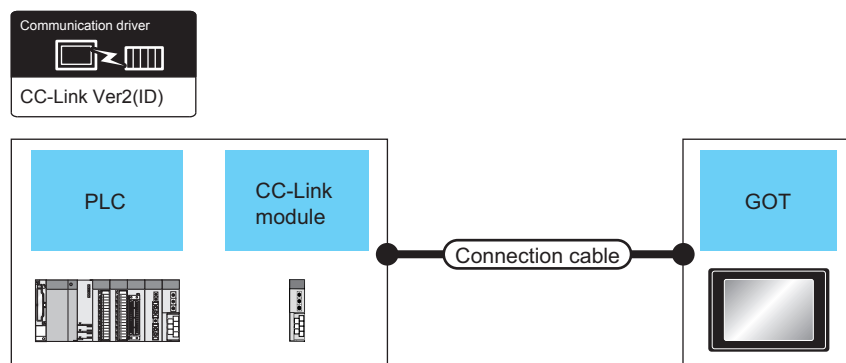 Communication driver
CC-Link Ver2(ID)
PLC
CC-Link
module
GOT
Connection cable